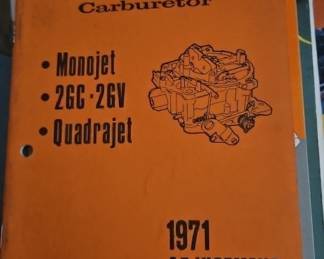 Carburetor
• Monojet
• 2GC • 2GV
• Quadrajet
1971